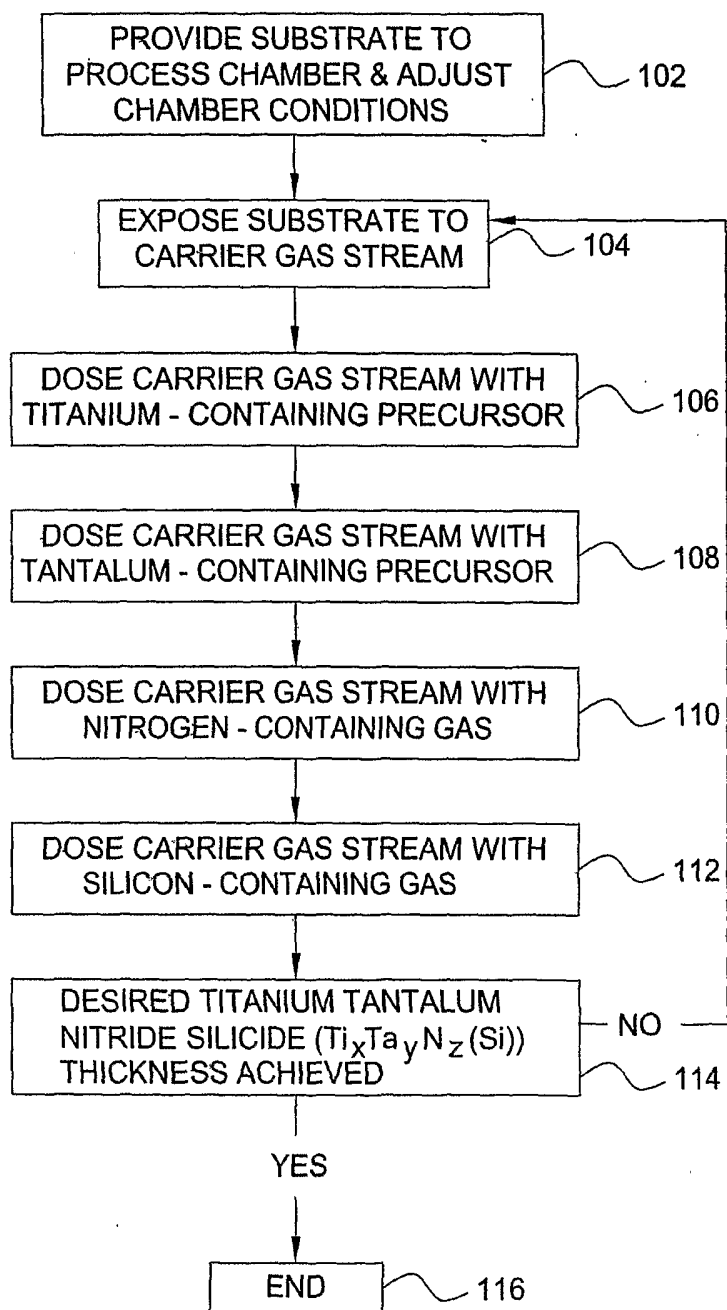 PROVIDE SUBSTRATE TO
PROCESS CHAMBER & ADJUST
CHAMBER CONDITIONS
102
EXPOSE SUBSTRATE TO
CARRIER GAS STREAM
104
DOSE CARRIER GAS STREAM WITH
TITANIUM - CONTAINING PRECURSOR
106
DOSE CARRIER GAS STREAM WITH
TANTALUM - CONTAINING PRECURSOR
108
DOSE CARRIER GAS STREAM WITH
NITROGEN - CONTAINING GAS
110
DOSE CARRIER GAS STREAM WITH
SILICON - CONTAINING GAS
112
DESIRED TITANIUM TANTALUM
NITRIDE SILICIDE (TixTayNz(Si))
THICKNESS ACHIEVED
NO
114
YES
END
116